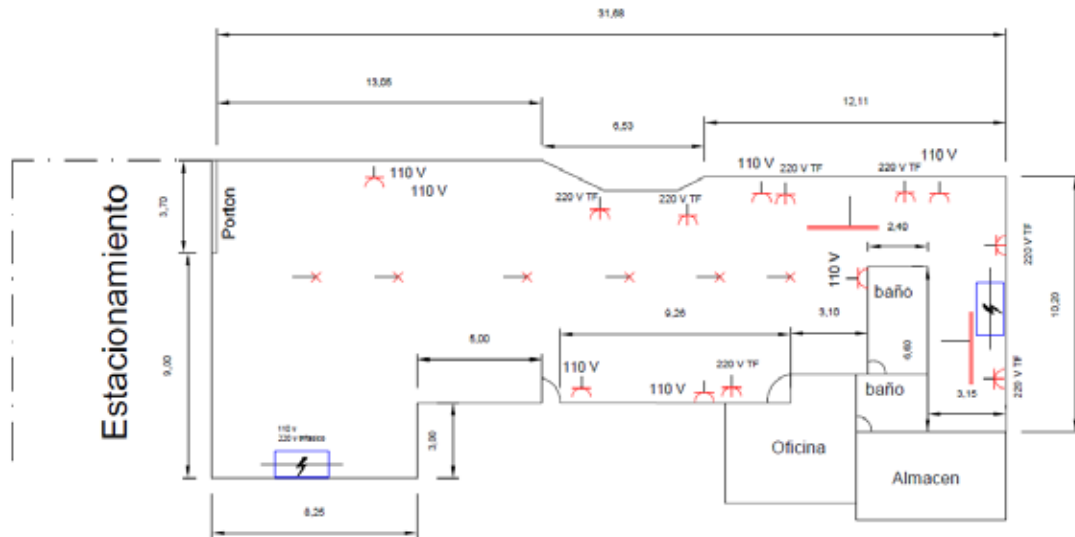 31,68
13,05
12,11
6,53
110 V
110 V
110 V
220 V TF
220 V TF
110 V
220 V TF
220 V TF
3,70
Porton
Estacionamiento
2,40
220 V TF
110 V
baño
10,20
9,26
3,10
9,00
5,00
6,60
110 V
110 V
220 V TF
baño
3,15
220 V TF
3,00
110 v
Oficina
Almacen
8,25